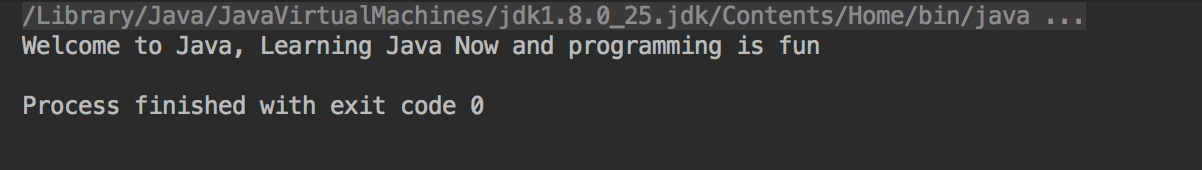 /Library/Java/JavaVirtualMachines/jdk1.8.0_25.jdk/Contents/Home/bin/java ...
Welcome to Java, Learning Java Now and programming is fun
Process finished with exit code 0